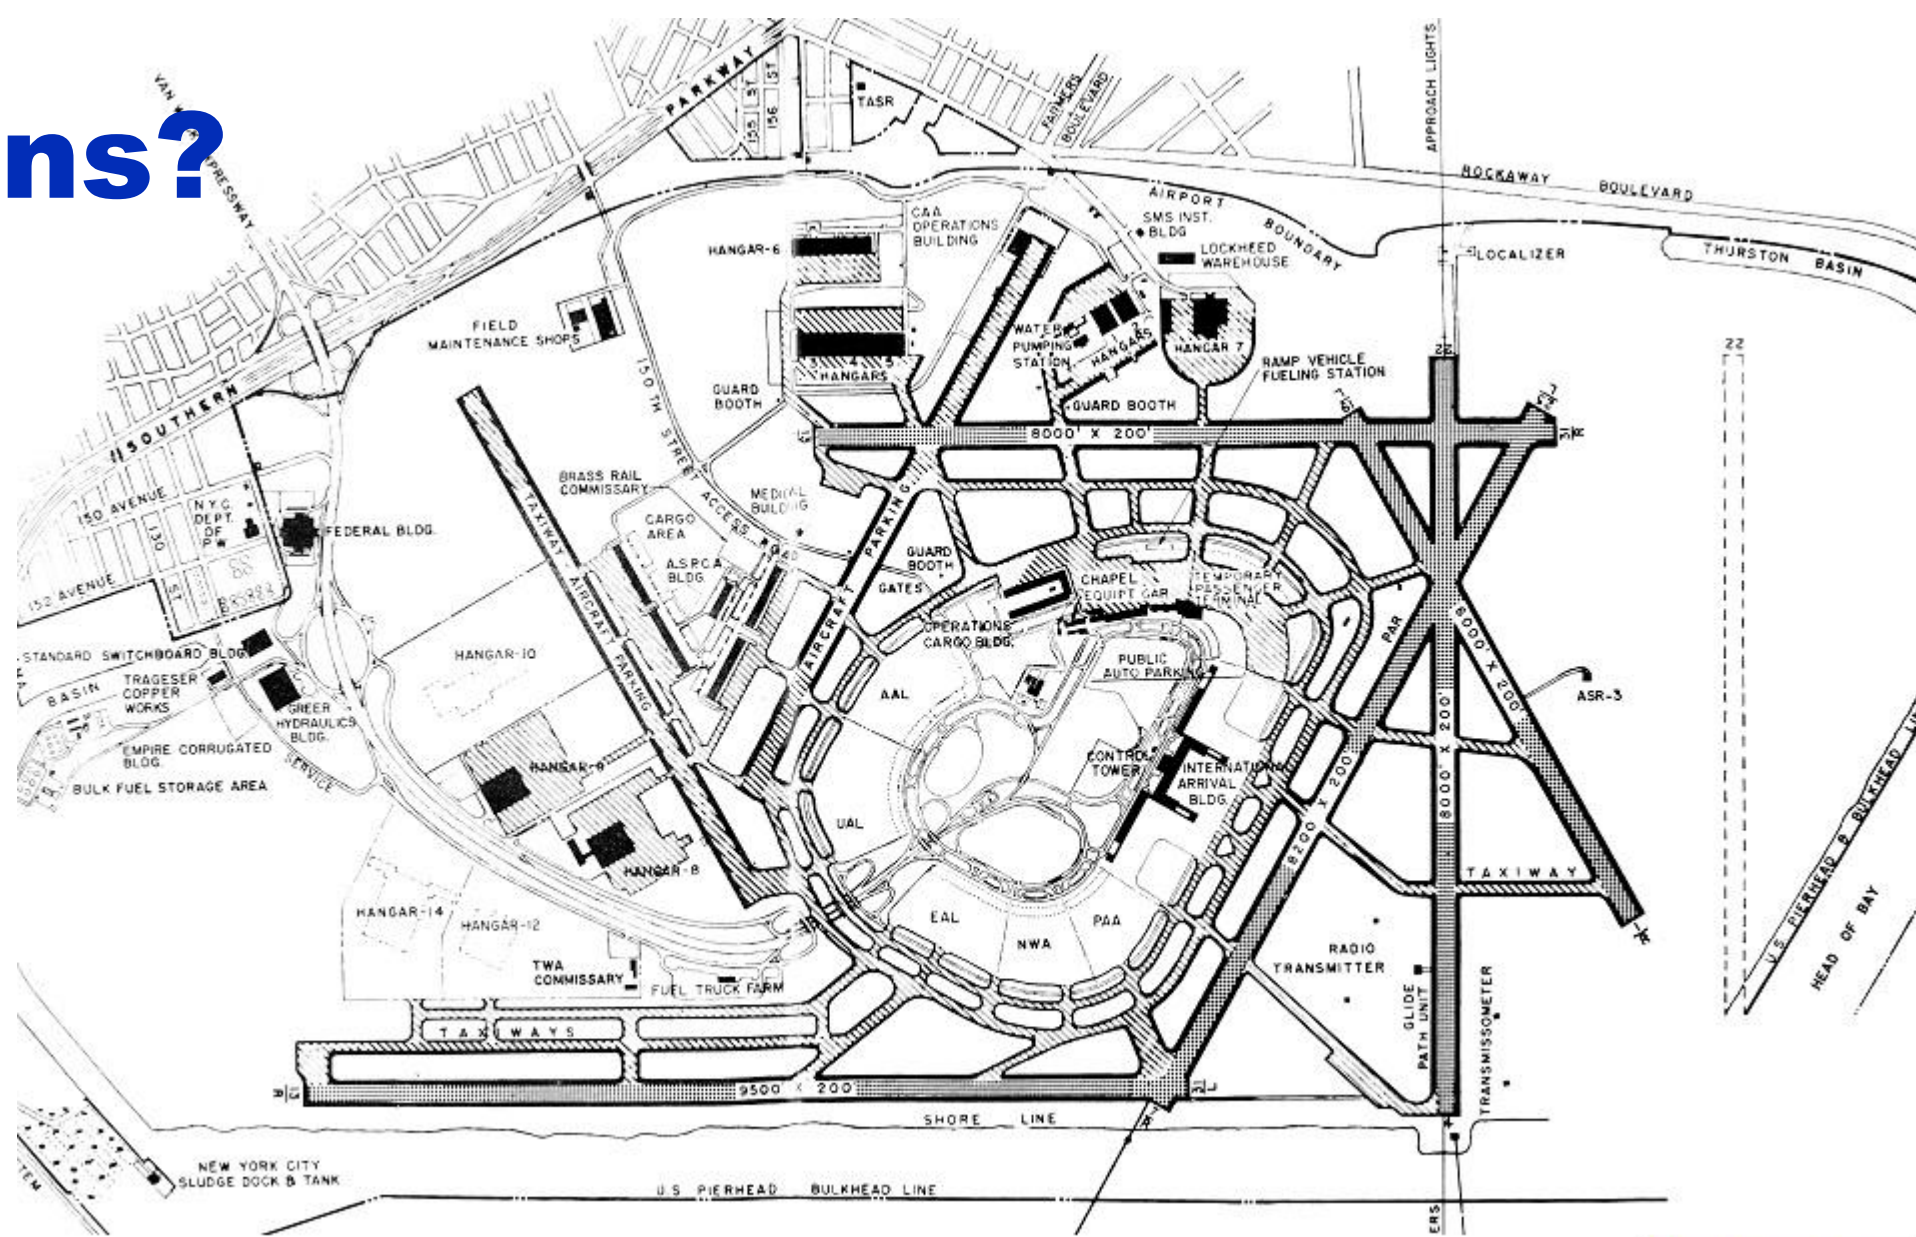 ns?
PARKWAY
155 ST
156 ST
TASR
FARMERS
BOULEVARD
APPROACH LIGHTS
ROCKAWAY BOULEVARD
THURSTON BASIN
AIRPORT BOUNDARY
SMS INST.
BLDG
LOCKHEED
WAREHOUSE
LOCALIZER
CAA
OPERATIONS
BUILDING
HANGAR-6
FIELD
MAINTENANCE SHOPS
WATER
PUMPING
STATION
HANGARS
HANGAR 7
RAMP VEHICLE
FUELING STATION
3 4 5
HANGARS
GUARD
BOOTH
GUARD BOOTH
22
22
8000' X 200'
SOUTHERN
150 TH STREET ACCESS ROAD
150 AVENUE
130 ST
152 AVENUE
N.Y.C.
DEPT.
OF
P.W.
FEDERAL BLDG.
BRASS RAIL
COMMISSARY
CARGO
AREA
MEDICAL
BUILDING
A.S.P.C.A
BLDG.
TAXIWAY - AIRCRAFT PARKING
AIRCRAFT PARKING
GUARD
BOOTH
GATES
CHAPEL
EQUIPT GAR
TEMPORARY
PASSENGER
TERMINAL
OPERATIONS
CARGO BLDG.
PUBLIC
AUTO PARKING
PAR
6000' X 200'
ASR-3
STANDARD SWITCHBOARD BLDG.
BASIN
TRAGESER
COPPER
WORKS
GREER
HYDRAULICS
BLDG.
EMPIRE CORRUGATED
BLDG.
BULK FUEL STORAGE AREA
SERVICE
HANGAR-10
HANGAR-9
HANGAR-8
HANGAR-14
HANGAR-12
AAL
UAL
EAL
NWA
PAA
CONTROL
TOWER
INTERNATIONAL
ARRIVAL
BLDG.
8200' X 200'
8000' X 200'
TAXIWAY
TWA
COMMISSARY
FUEL TRUCK FARM
RADIO
TRANSMITTER
GLIDE
PATH UNIT
TRANSMISSOMETER
U.S PIERHEAD & BULKHEAD
HEAD OF BAY
TAXIWAYS
9500' X 200'
SHORE LINE
NEW YORK CITY
SLUDGE DOCK & TANK
U.S PIERHEAD BULKHEAD LINE